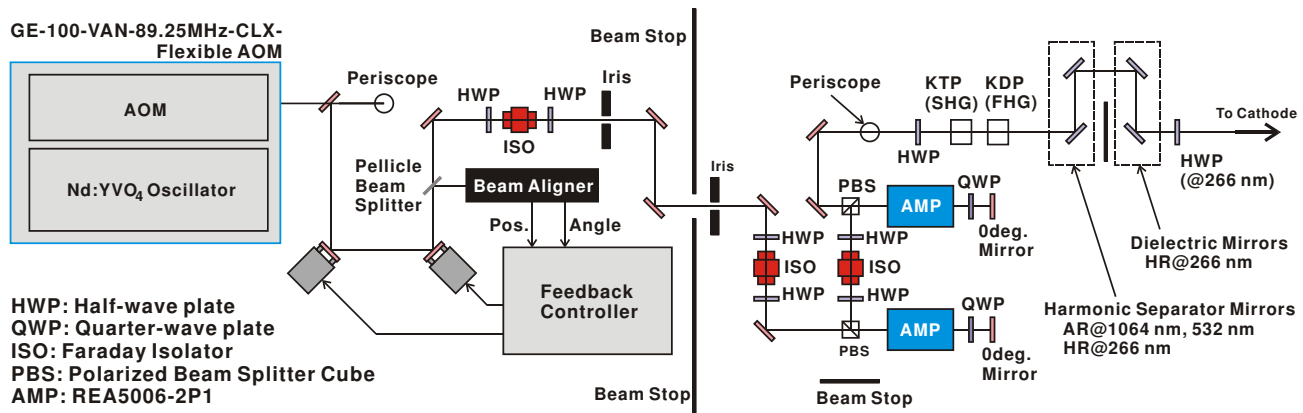 GE-100-VAN-89.25MHz-CLX-
Flexible AOM
AOM
Nd:YVO4 Oscillator
Periscope
HWP
HWP
Iris
ISO
Pellicle
Beam
Splitter
Beam Aligner
Pos.
Angle
Feedback
Controller
HWP: Half-wave plate
QWP: Quarter-wave plate
ISO: Faraday Isolator
PBS: Polarized Beam Splitter Cube
AMP: REA5006-2P1
Beam Stop
Beam Stop
Iris
Periscope
KTP
(SHG)
KDP
(FHG)
HWP
To Cathode
HWP
(@266 nm)
PBS
AMP
QWP
0deg.
Mirror
HWP
HWP
ISO
ISO
HWP
HWP
PBS
AMP
QWP
0deg.
Mirror
Beam Stop
Dielectric Mirrors
HR@266 nm
Harmonic Separator Mirrors
AR@1064 nm, 532 nm
HR@266 nm